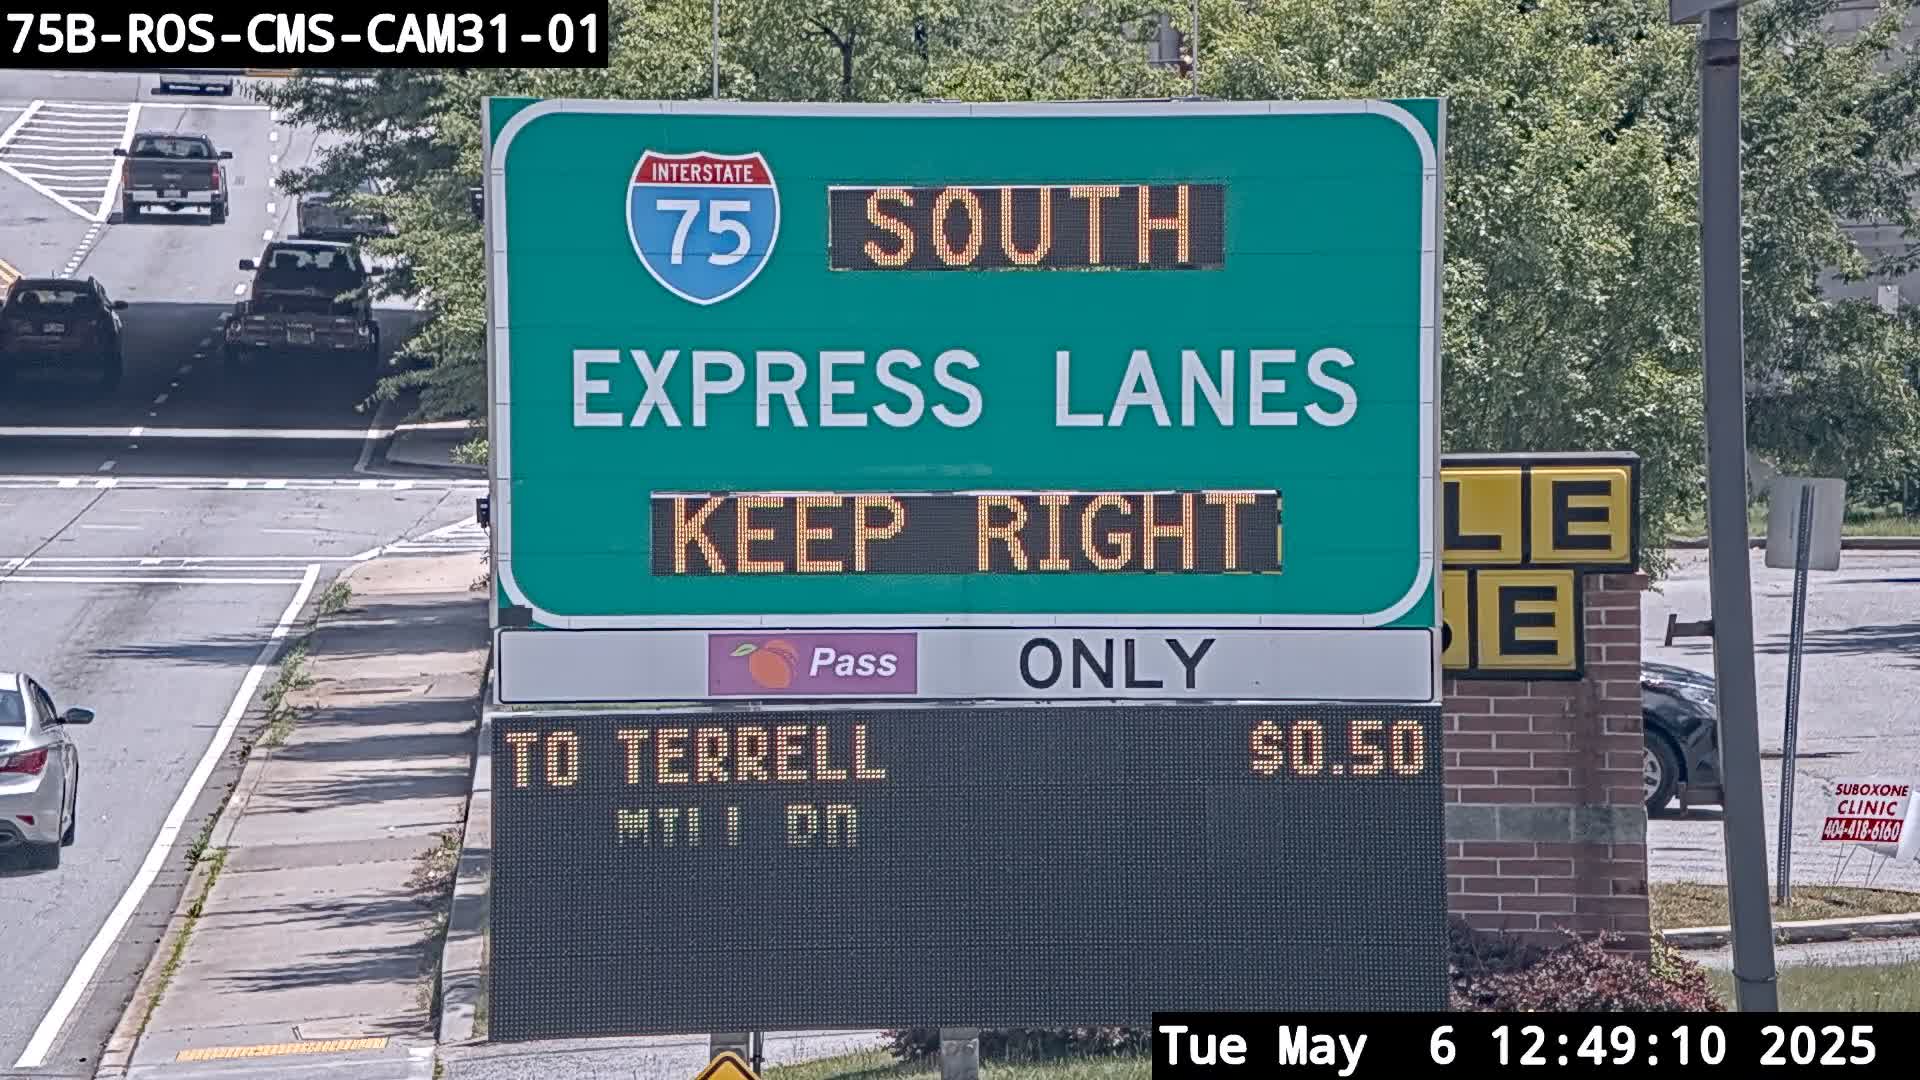 75B-ROS-CMS-CAM31-01
INTERSTATE
75
SOUTH
EXPRESS LANES
KEEP RIGHT
LE
E
Pass ONLY
TO TERRELL $0.50
SUBOXONE
CLINIC
404-418-6160
Tue May 6 12:49:10 2025